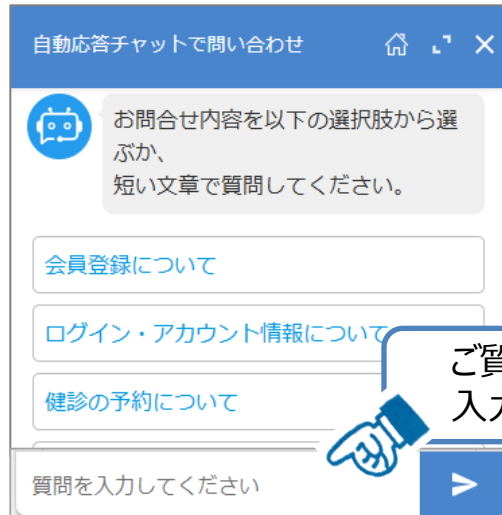 自動応答チャットで問い合わせ
お問合せ内容を以下の選択肢から選
ぶか、
短い文章で質問してください。
会員登録について
ログイン・アカウント情報について
健診の予約について
ご質
入力
質問を入力してください